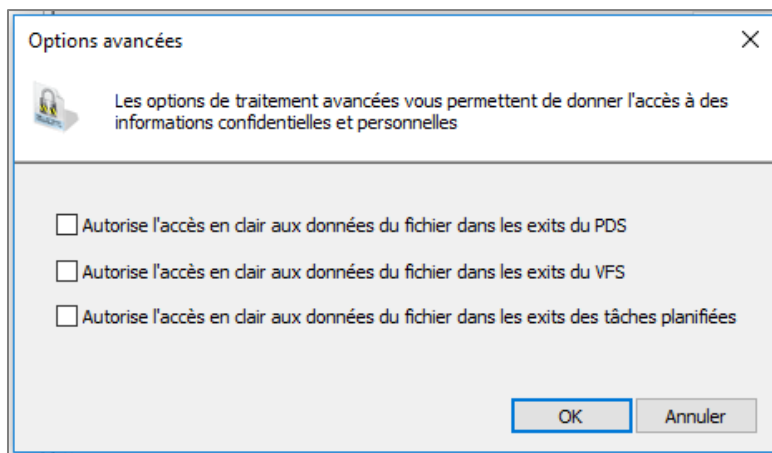 Options avancées
Les options de traitement avancées vous permettent de donner l'accès à des
informations confidentielles et personnelles
Autorise l'accès en clair aux données du fichier dans les exits du PDS
Autorise l'accès en clair aux données du fichier dans les exits du VFS
Autorise l'accès en clair aux données du fichier dans les exits des tâches planifiées
OK Annuler